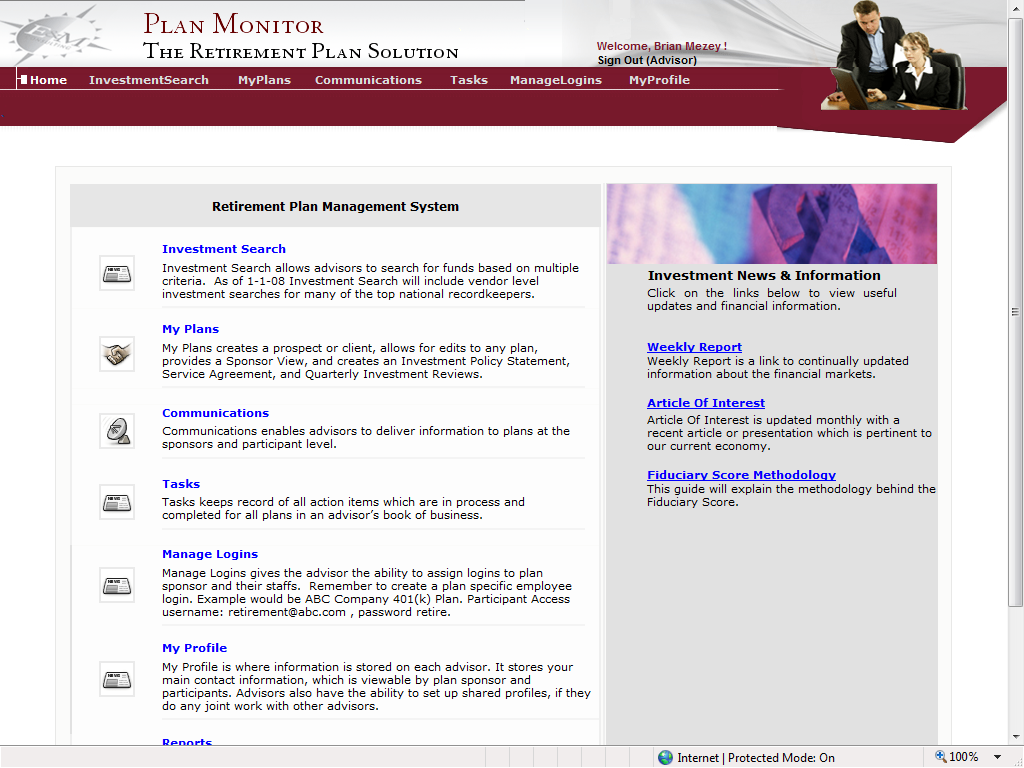 Plan Monitor
The Retirement Plan Solution
Welcome, Brian Mezey !
Sign Out (Advisor)
Home InvestmentSearch MyPlans Communications Tasks ManageLogins MyProfile
Retirement Plan Management System
Investment Search
Investment Search allows advisors to search for funds based on multiple
criteria. As of 1-1-08 Investment Search will include vendor level
investment searches for many of the top national recordkeepers.
My Plans
My Plans creates a prospect or client, allows for edits to any plan,
provides a Sponsor View, and creates an Investment Policy Statement,
Service Agreement, and Quarterly Investment Reviews.
Communications
Communications enables advisors to deliver information to plans at the
sponsors and participant level.
Tasks
Tasks keeps record of all action items which are in process and
completed for all plans in an advisor's book of business.
Manage Logins
Manage Logins gives the advisor the ability to assign logins to plan
sponsor and their staffs. Remember to create a plan specific employee
login. Example would be ABC Company 401(k) Plan. Participant Access
username: retirement@abc.com , password retire.
My Profile
My Profile is where information is stored on each advisor. It stores your
main contact information, which is viewable by plan sponsor and
participants. Advisors also have the ability to set up shared profiles, if they
do any joint work with other advisors.
Reports
Investment News & Information
Click on the links below to view useful
updates and financial information.
Weekly Report
Weekly Report is a link to continually updated
information about the financial markets.
Article Of Interest
Article Of Interest is updated monthly with a
recent article or presentation which is pertinent to
our current economy.
Fiduciary Score Methodology
This guide will explain the methodology behind the
Fiduciary Score.
Internet | Protected Mode: On
100%